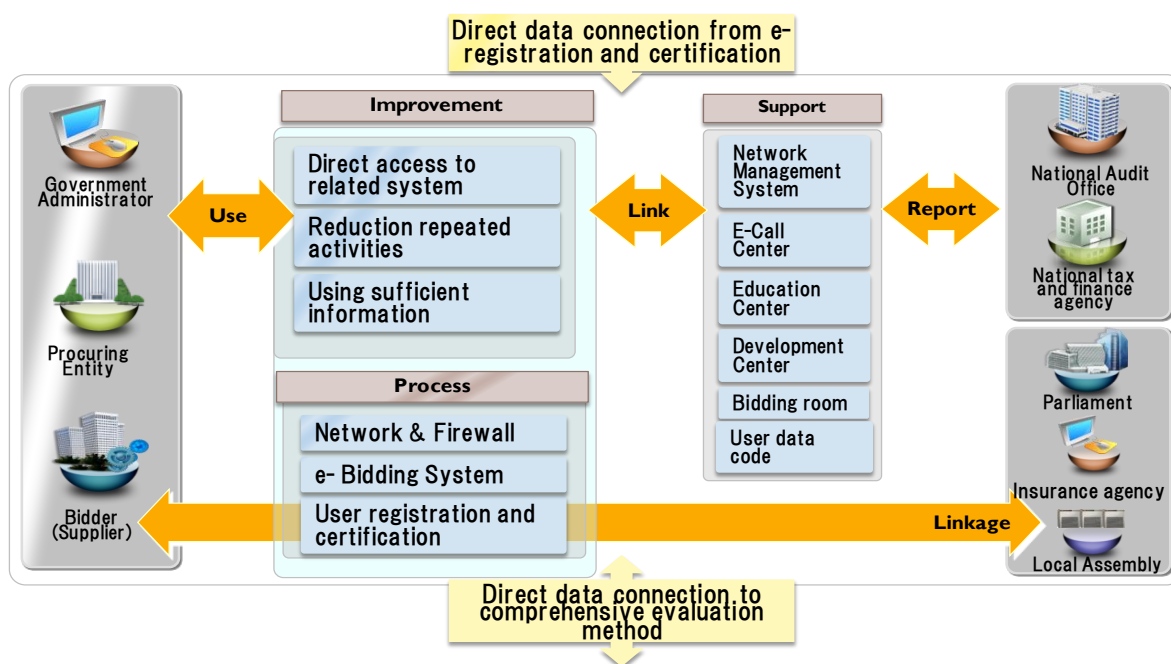 Direct data connection from e-
registration and certification
Government
Administrator
Procuring
Entity
Bidder
(Supplier)
Use
Improvement
Direct access to
related system
Reduction repeated
activities
Using sufficient
information
Process
Network & Firewall
e- Bidding System
User registration and
certification
Link
Support
Network
Management
System
E-Call
Center
Education
Center
Development
Center
Bidding room
User data
code
Report
National Audit
Office
National tax
and finance
agency
Parliament
Insurance agency
Local Assembly
Linkage
Direct data connection to
comprehensive evaluation
method